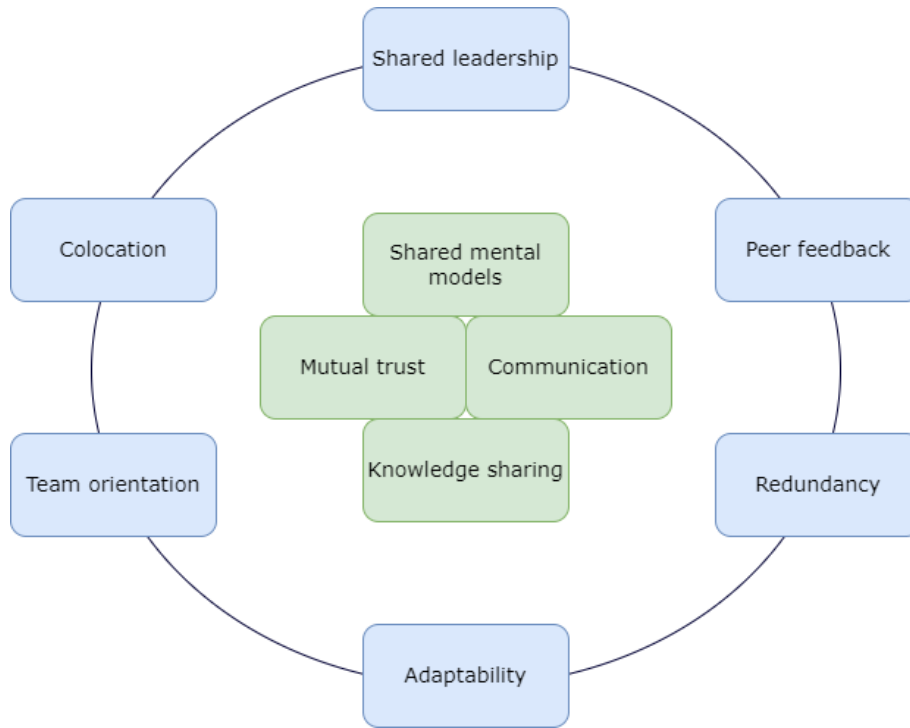 Shared leadership
Colocation
Peer feedback
Shared mental
models
Mutual trust
Communication
Knowledge sharing
Team orientation
Redundancy
Adaptability